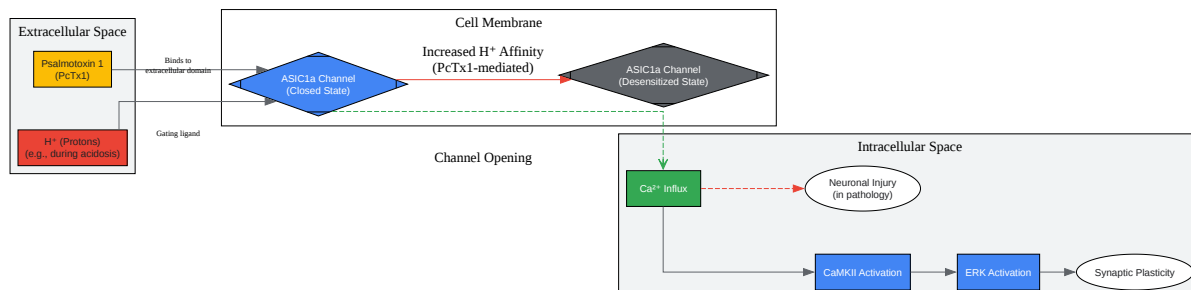 Extracellular Space
Psalmotoxin 1
(PcTx1)
H⁺ (Protons)
(e.g., during acidosis)
Binds to
extracellular domain
Gating ligand
Cell Membrane
ASIC1a Channel
(Closed State)
Increased H⁺ Affinity
(PcTx1-mediated)
ASIC1a Channel
(Desensitized State)
Channel Opening
Intracellular Space
Ca²⁺ Influx
Neuronal Injury
(in pathology)
CaMKII Activation
ERK Activation
Synaptic Plasticity